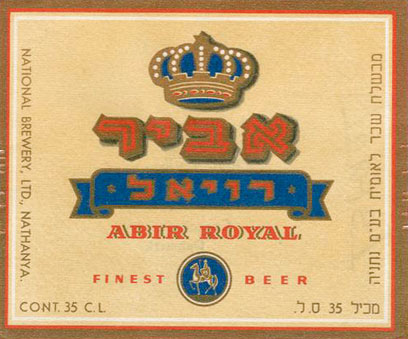 אביר
רויאל
ABIR ROYAL
FINEST BEER
CONT. 35 C.L.
מכיל 35 ס.ל.
NATIONAL BREWERY, LTD., NATHANYA.
מבשלת שכר לאומית בע"מ נתניה